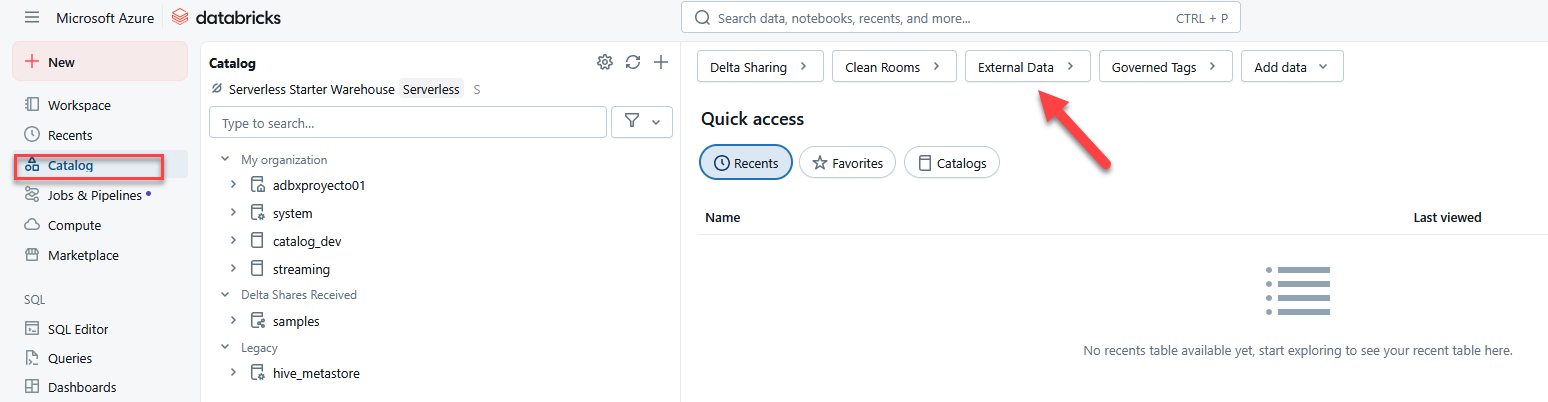 Microsoft Azure databricks
Search data, notebooks, recents, and more... CTRL + P
New
Workspace
Recents
Catalog
Jobs & Pipelines
Compute
Marketplace
SQL
SQL Editor
Queries
Dashboards
Catalog
Serverless Starter Warehouse Serverless S
Type to search...
My organization
adbxproyecto01
system
catalog_dev
streaming
Delta Shares Received
samples
Legacy
hive_metastore
Delta Sharing Clean Rooms External Data Governed Tags Add data
Quick access
Recents Favorites Catalogs
Name Last viewed
No recents table available yet, start exploring to see your recent table here.